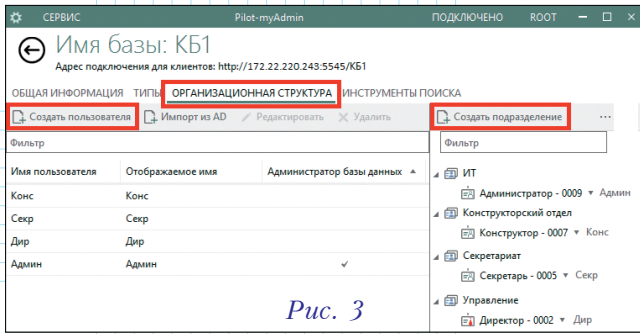 СЕРВИС Pilot-myAdmin ПОДКЛЮЧЕНО ROOT
Имя базы: КБ1
Адрес подключения для клиентов: http://172.22.220.243:5545/КБ1
ОБЩАЯ ИНФОРМАЦИЯ ТИПЫ ОРГАНИЗАЦИОННАЯ СТРУКТУРА ИНСТРУМЕНТЫ ПОИСКА
Создать пользователя Импорт из AD Редактировать Удалить Создать подразделение ...
Фильтр Фильтр
Имя пользователя Отображаемое имя Администратор базы данных
Конс Конс
Секр Секр
Дир Дир
Админ Админ
ИТ
Администратор - 0009 Админ
Конструкторский отдел
Конструктор - 0007 Конс
Секретариат
Секретарь - 0005 Секр
Управление
Директор - 0002 Дир
Рис. 3